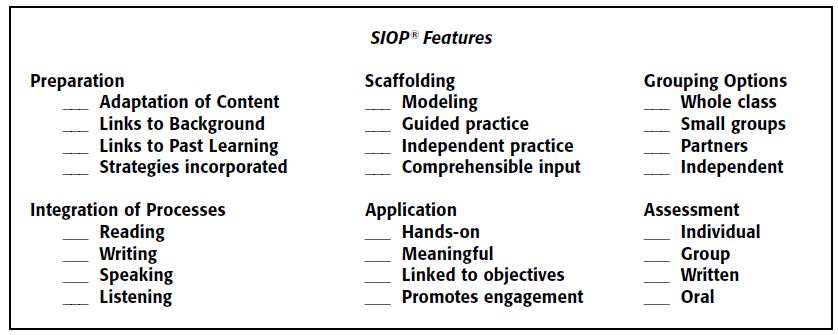 SIOP® Features
Preparation
___ Adaptation of Content
___ Links to Background
___ Links to Past Learning
___ Strategies incorporated
Scaffolding
___ Modeling
___ Guided practice
___ Independent practice
___ Comprehensible input
Grouping Options
___ Whole class
___ Small groups
___ Partners
___ Independent
Integration of Processes
___ Reading
___ Writing
___ Speaking
___ Listening
Application
___ Hands-on
___ Meaningful
___ Linked to objectives
___ Promotes engagement
Assessment
___ Individual
___ Group
___ Written
___ Oral